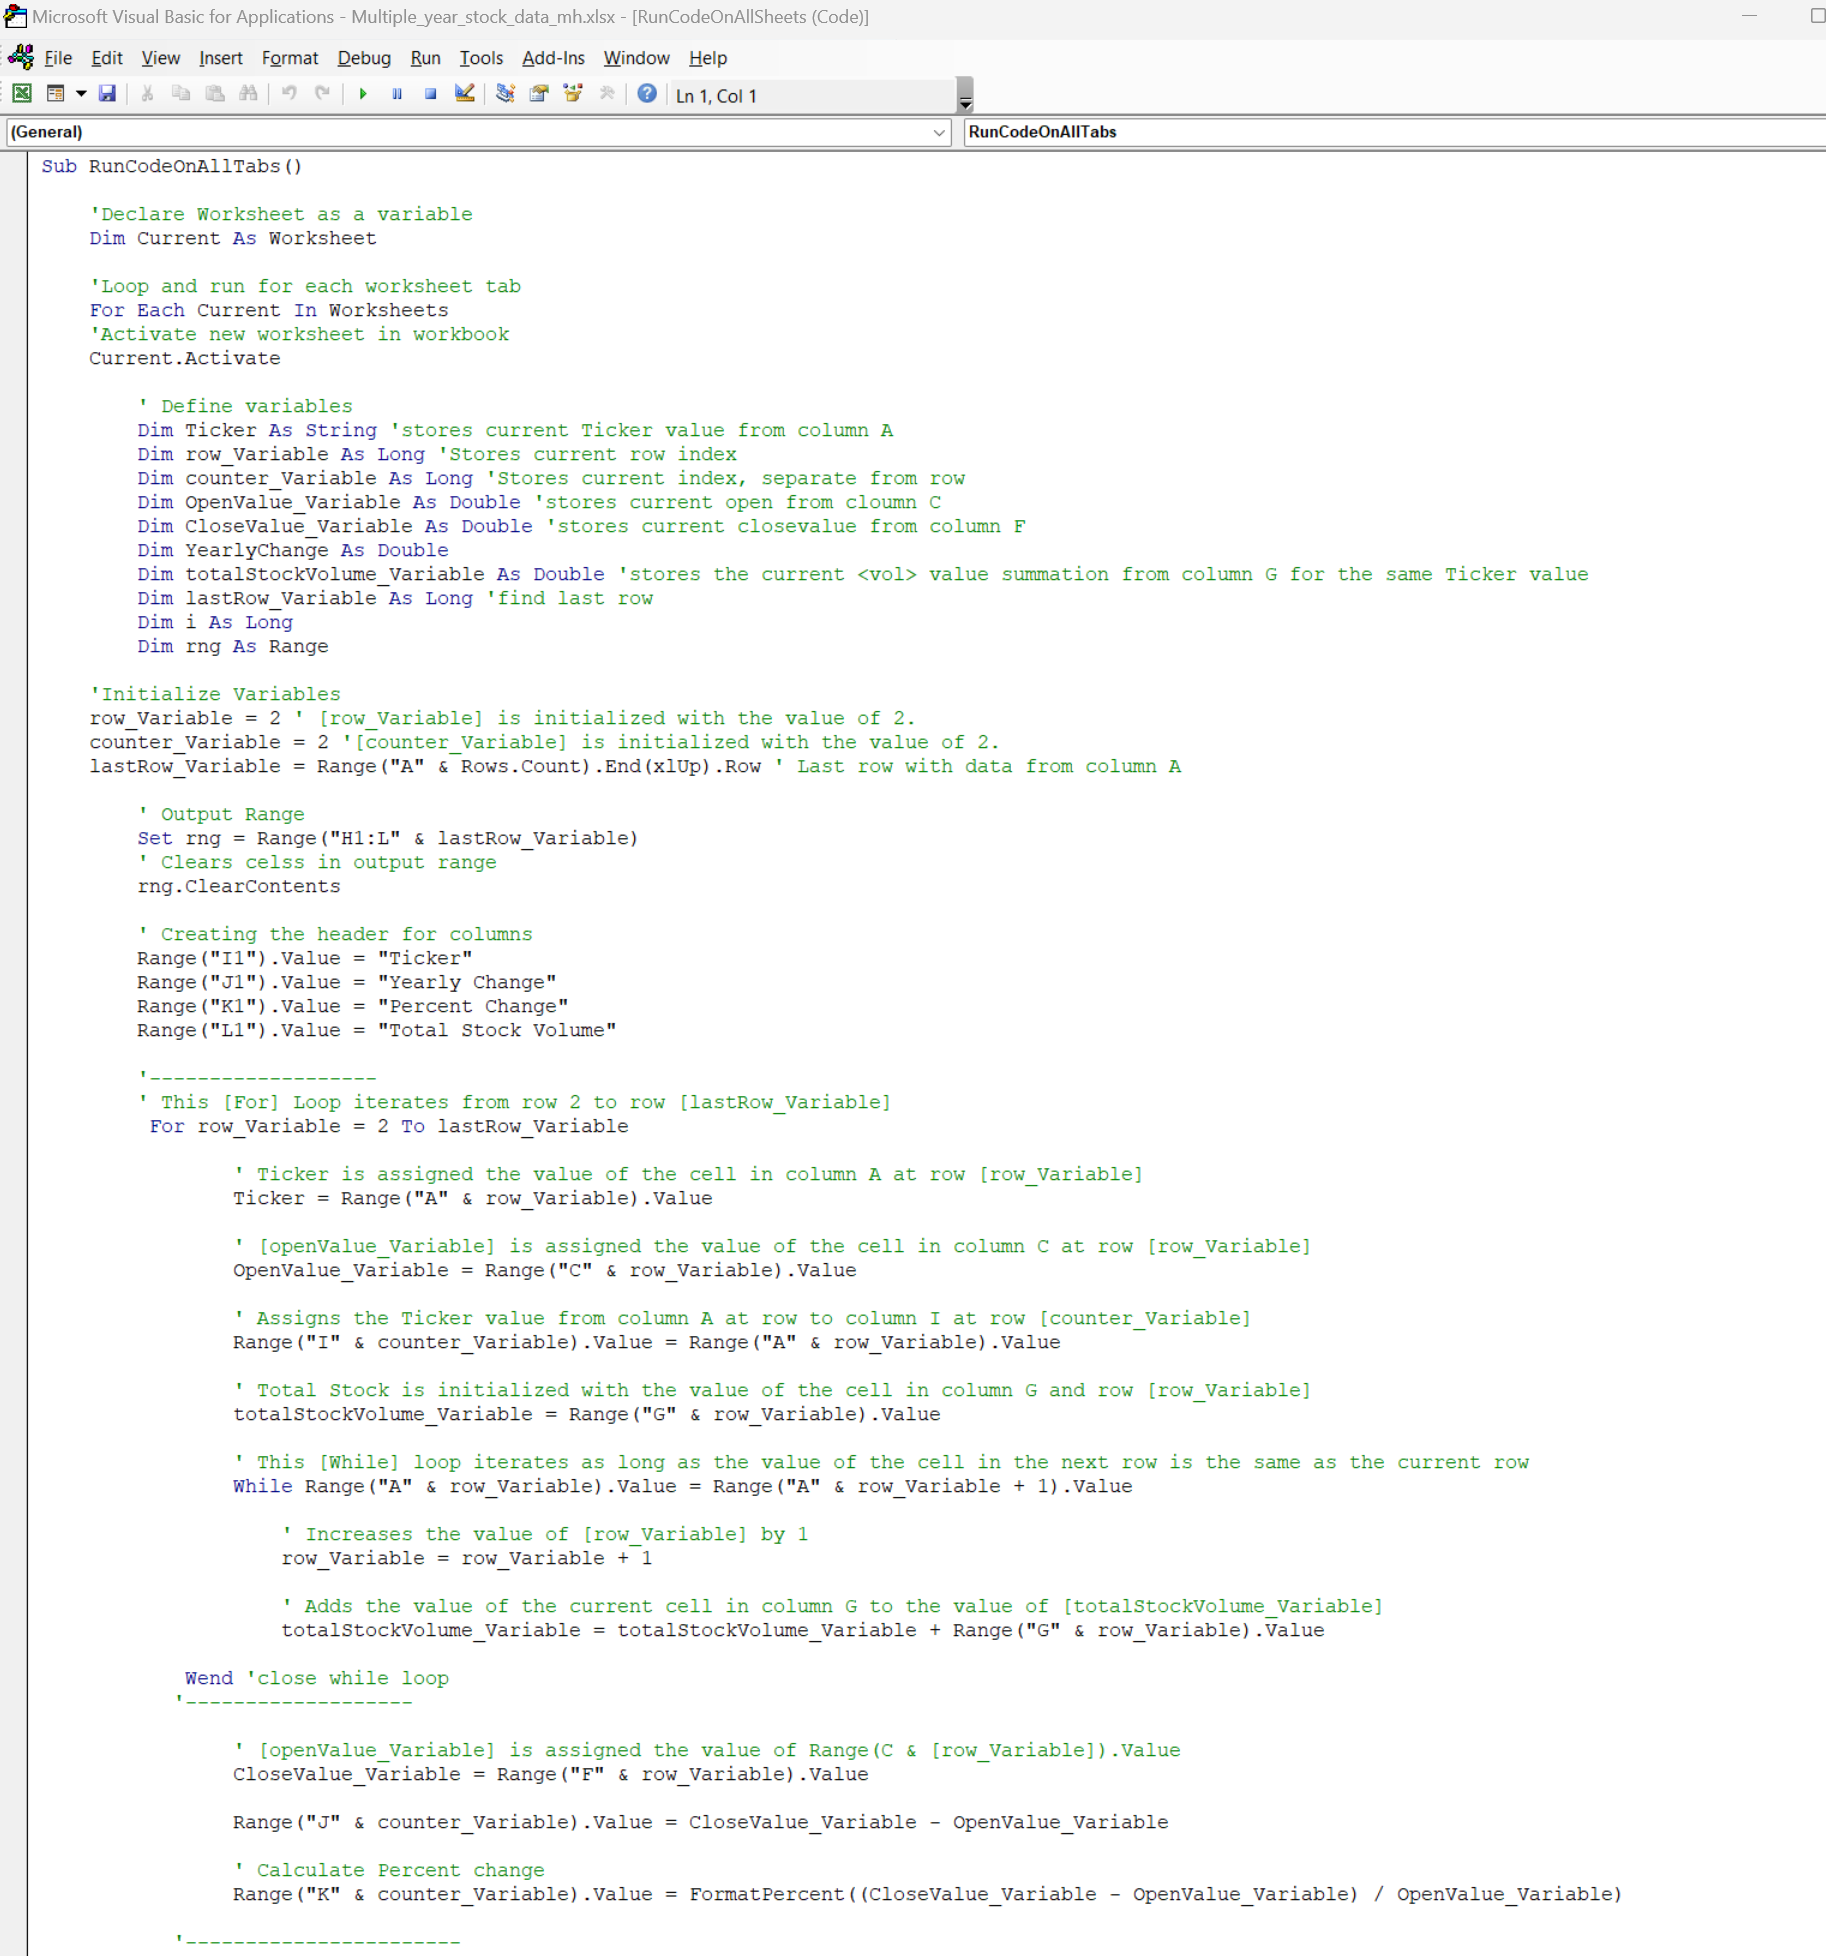 Microsoft Visual Basic for Applications - Multiple_year_stock_data_mh.xlsx - [RunCodeOnAllSheets (Code)]
File Edit View Insert Format Debug Run Tools Add-Ins Window Help
Ln 1, Col 1
(General) RunCodeOnAllTabs
Sub RunCodeOnAllTabs()
'Declare Worksheet as a variable
Dim Current As Worksheet
'Loop and run for each worksheet tab
For Each Current In Worksheets
'Activate new worksheet in workbook
Current.Activate
' Define variables
Dim Ticker As String 'stores current Ticker value from column A
Dim row_Variable As Long 'Stores current row index
Dim counter_Variable As Long 'Stores current index, separate from row
Dim OpenValue_Variable As Double 'stores current open from cloumn C
Dim CloseValue_Variable As Double 'stores current closevalue from column F
Dim YearlyChange As Double
Dim totalStockVolume_Variable As Double 'stores the current <vol> value summation from column G for the same Ticker value
Dim lastRow_Variable As Long 'find last row
Dim i As Long
Dim rng As Range
'Initialize Variables
row_Variable = 2 ' [row_Variable] is initialized with the value of 2.
counter_Variable = 2 '[counter_Variable] is initialized with the value of 2.
lastRow_Variable = Range("A" & Rows.Count).End(xlUp).Row ' Last row with data from column A
' Output Range
Set rng = Range("H1:L" & lastRow_Variable)
' Clears celss in output range
rng.ClearContents
' Creating the header for columns
Range("I1").Value = "Ticker"
Range("J1").Value = "Yearly Change"
Range("K1").Value = "Percent Change"
Range("L1").Value = "Total Stock Volume"
'-------------------
' This [For] Loop iterates from row 2 to row [lastRow_Variable]
For row_Variable = 2 To lastRow_Variable
' Ticker is assigned the value of the cell in column A at row [row_Variable]
Ticker = Range("A" & row_Variable).Value
' [openValue_Variable] is assigned the value of the cell in column C at row [row_Variable]
OpenValue_Variable = Range("C" & row_Variable).Value
' Assigns the Ticker value from column A at row to column I at row [counter_Variable]
Range("I" & counter_Variable).Value = Range("A" & row_Variable).Value
' Total Stock is initialized with the value of the cell in column G and row [row_Variable]
totalStockVolume_Variable = Range("G" & row_Variable).Value
' This [While] loop iterates as long as the value of the cell in the next row is the same as the current row
While Range("A" & row_Variable).Value = Range("A" & row_Variable + 1).Value
' Increases the value of [row_Variable] by 1
row_Variable = row_Variable + 1
' Adds the value of the current cell in column G to the value of [totalStockVolume_Variable]
totalStockVolume_Variable = totalStockVolume_Variable + Range("G" & row_Variable).Value
Wend 'close while loop
'-------------------
' [openValue_Variable] is assigned the value of Range(C & [row_Variable]).Value
CloseValue_Variable = Range("F" & row_Variable).Value
Range("J" & counter_Variable).Value = CloseValue_Variable - OpenValue_Variable
' Calculate Percent change
Range("K" & counter_Variable).Value = FormatPercent((CloseValue_Variable - OpenValue_Variable) / OpenValue_Variable)
'-----------------------